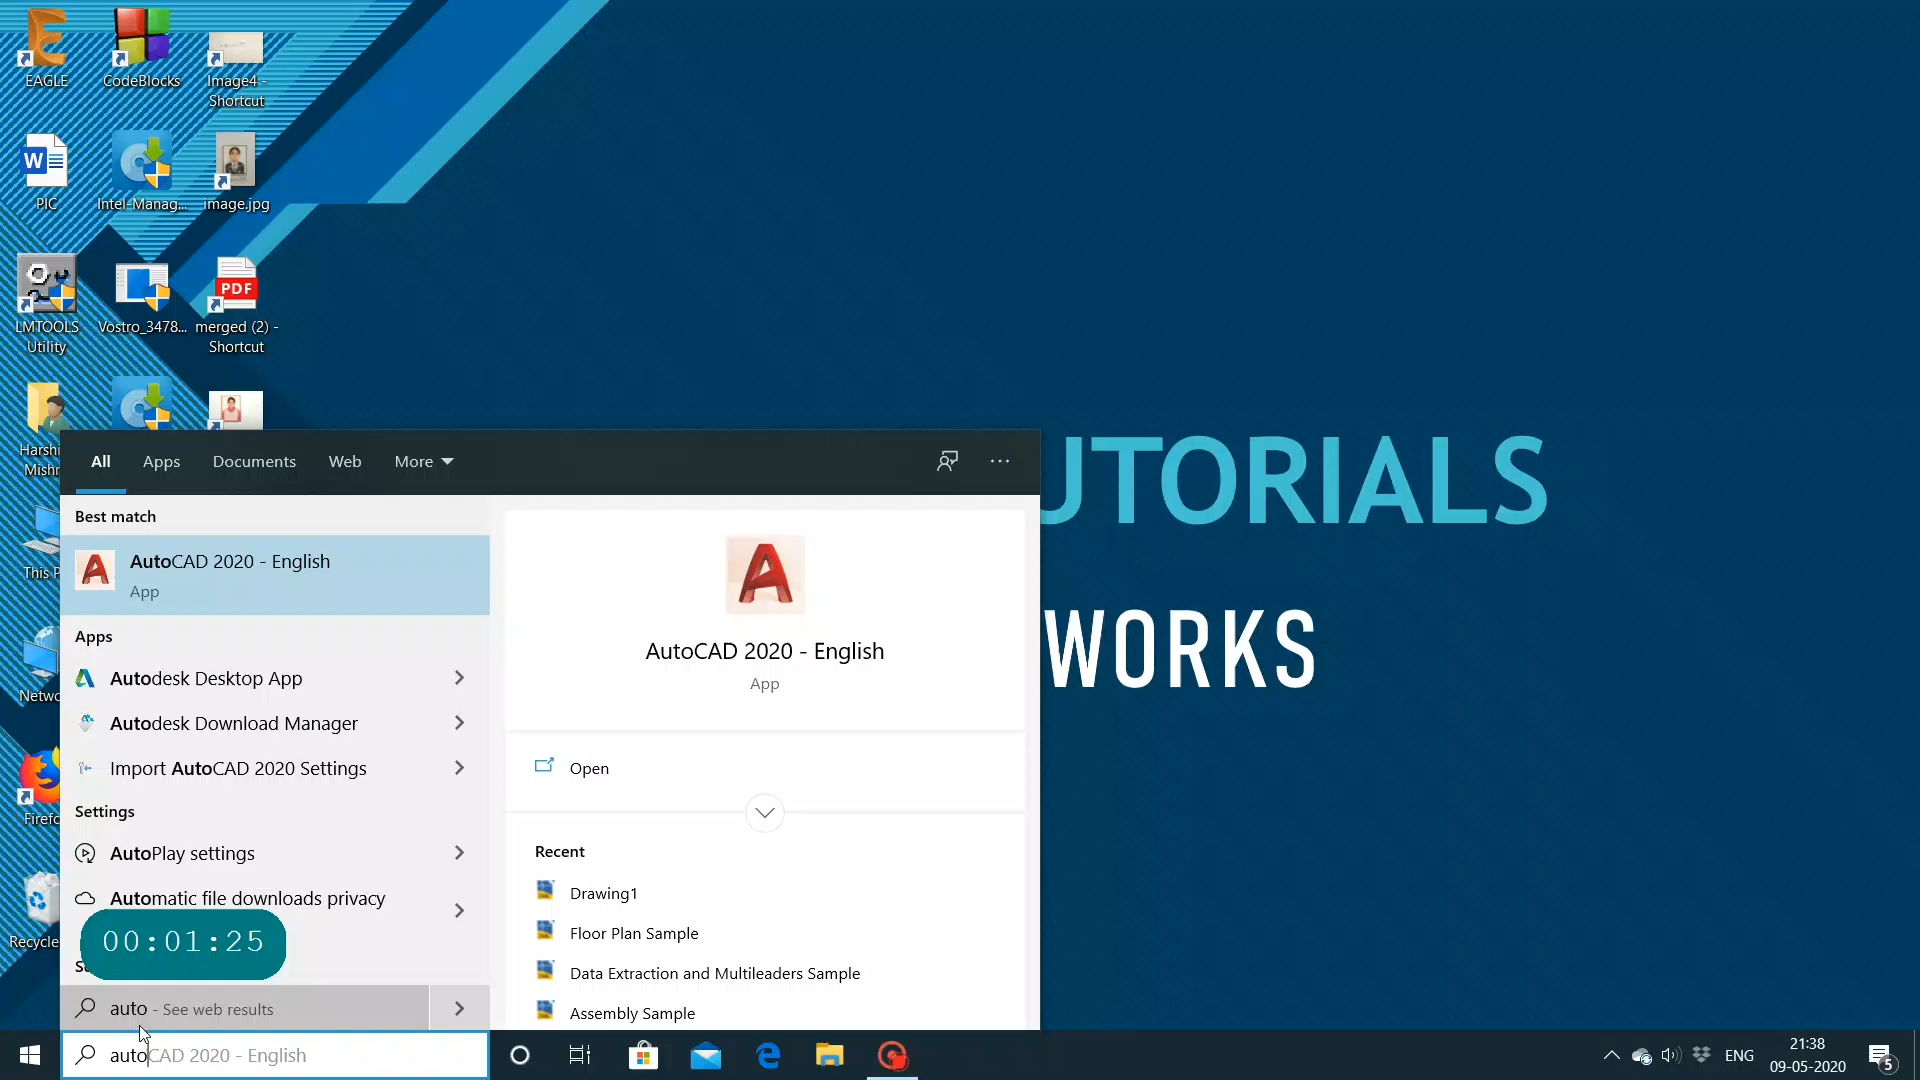 EAGLE
CodeBlocks
Image4 -
Shortcut
W
PIC
Intel-Manag...
image.jpg
PDF
LMTOOLS
Utility
Vostro_3478...
merged (2) -
Shortcut
All
Apps
Documents
Web
More
Best match
AutoCAD 2020 - English
App
Apps
Autodesk Desktop App
Autodesk Download Manager
Import AutoCAD 2020 Settings
Settings
AutoPlay settings
Automatic file downloads privacy
00:01:25
auto - See web results
autoCAD 2020 - English
AutoCAD 2020 - English
App
Open
Recent
Drawing1
Floor Plan Sample
Data Extraction and Multileaders Sample
Assembly Sample
UTORIALS
WORKS
ENG
21:38
09-05-2020
5